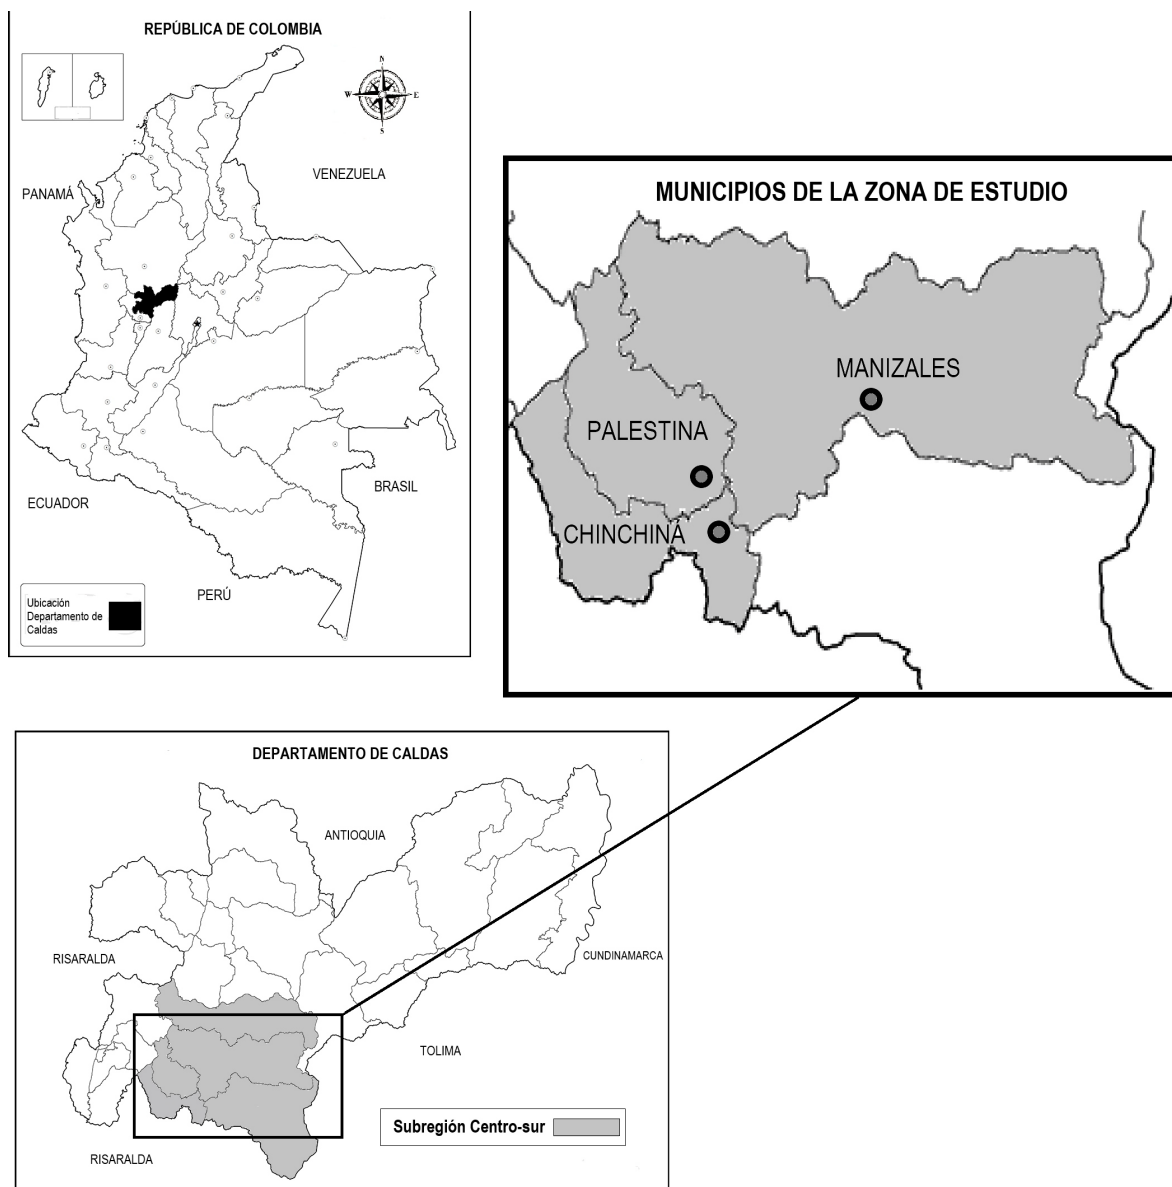 REPÚBLICA DE COLOMBIA
N
W
E
S
VENEZUELA
PANAMÁ
ECUADOR
BRASIL
PERÚ
Ubicación
Departamento de
Caldas
MUNICIPIOS DE LA ZONA DE ESTUDIO
MANIZALES
PALESTINA
CHINCHINÁ
DEPARTAMENTO DE CALDAS
ANTIOQUIA
RISARALDA
CUNDINAMARCA
TOLIMA
Subregión Centro-sur
RISARALDA